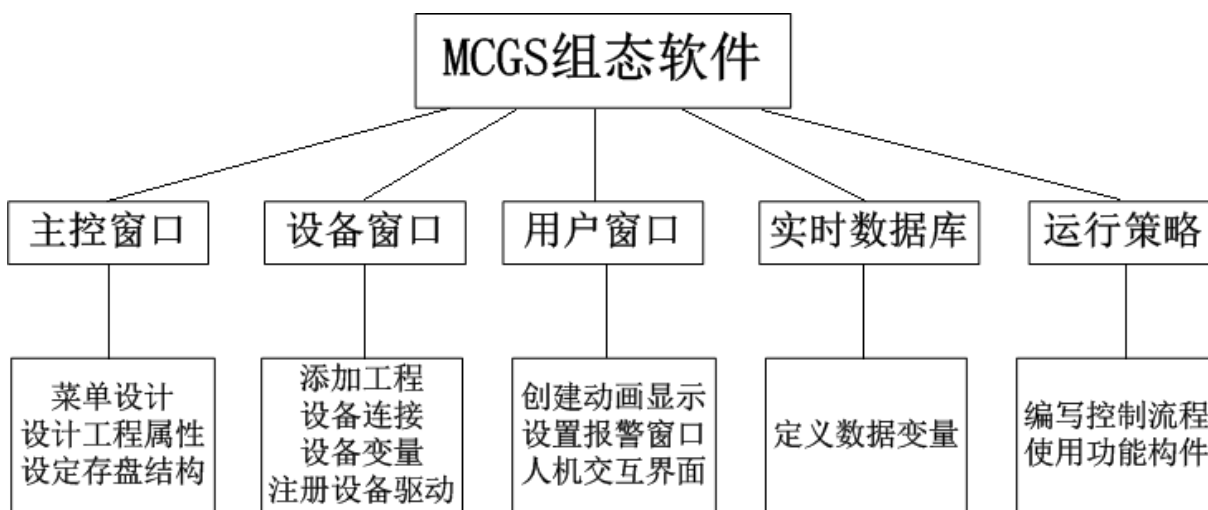 MCGS组态软件
主控窗口
设备窗口
用户窗口
实时数据库
运行策略
菜单设计
设计工程属性
设定存盘结构
添加工程
设备连接
设备变量
注册设备驱动
创建动画显示
设置报警窗口
人机交互界面
定义数据变量
编写控制流程
使用功能构件